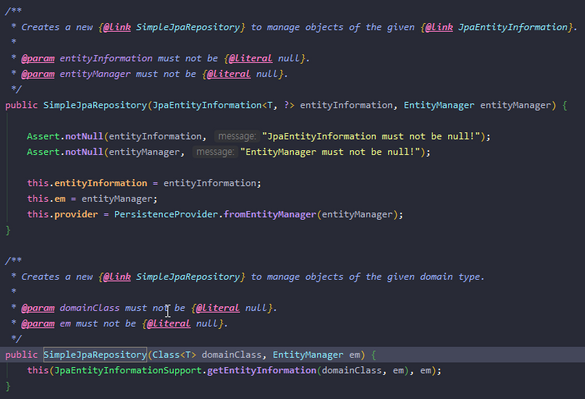 /**
 * Creates a new {@link SimpleJpaRepository} to manage objects of the given {@link JpaEntityInformation}.
 *
 * @param entityInformation must not be {@literal null}.
 * @param entityManager must not be {@literal null}.
 */
public SimpleJpaRepository(JpaEntityInformation<T, ?> entityInformation, EntityManager entityManager) {
Assert.notNull(entityInformation, message: "JpaEntityInformation must not be null!");
Assert.notNull(entityManager, message: "EntityManager must not be null!");
this.entityInformation = entityInformation;
this.em = entityManager;
this.provider = PersistenceProvider.fromEntityManager(entityManager);
}
/**
 * Creates a new {@link SimpleJpaRepository} to manage objects of the given domain type.
 *
 * @param domainClass must not be {@literal null}.
 * @param em must not be {@literal null}.
 */
public SimpleJpaRepository(Class<T> domainClass, EntityManager em) {
this(JpaEntityInformationSupport.getEntityInformation(domainClass, em), em);
}